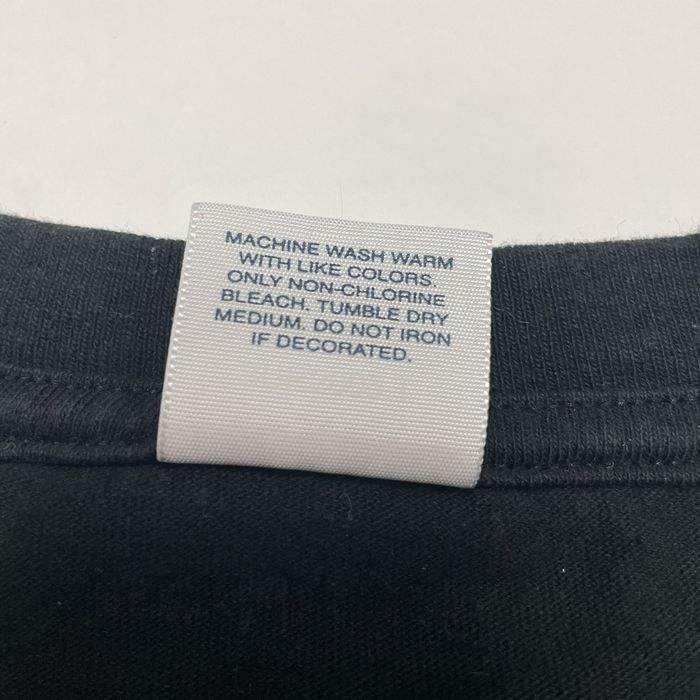 MACHINE WASH WARM
WITH LIKE COLORS.
ONLY NON-CHLORINE
BLEACH. TUMBLE DRY
MEDIUM. DO NOT IRON
IF DECORATED.